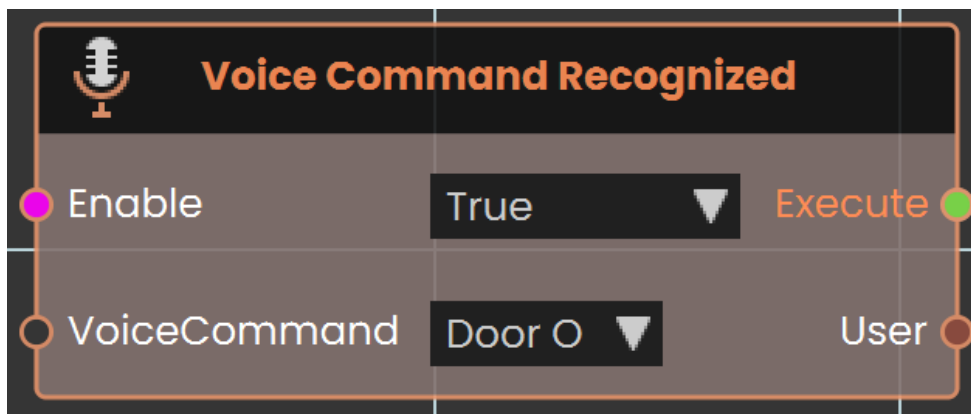 Voice Command Recognized
Enable True Execute
VoiceCommand Door O User